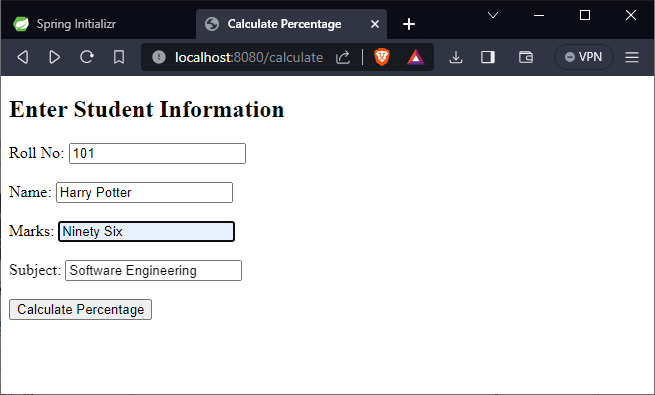 Spring Initializr
Calculate Percentage
localhost:8080/calculate
VPN
Enter Student Information
Roll No: 101
Name: Harry Potter
Marks: Ninety Six
Subject: Software Engineering
Calculate Percentage